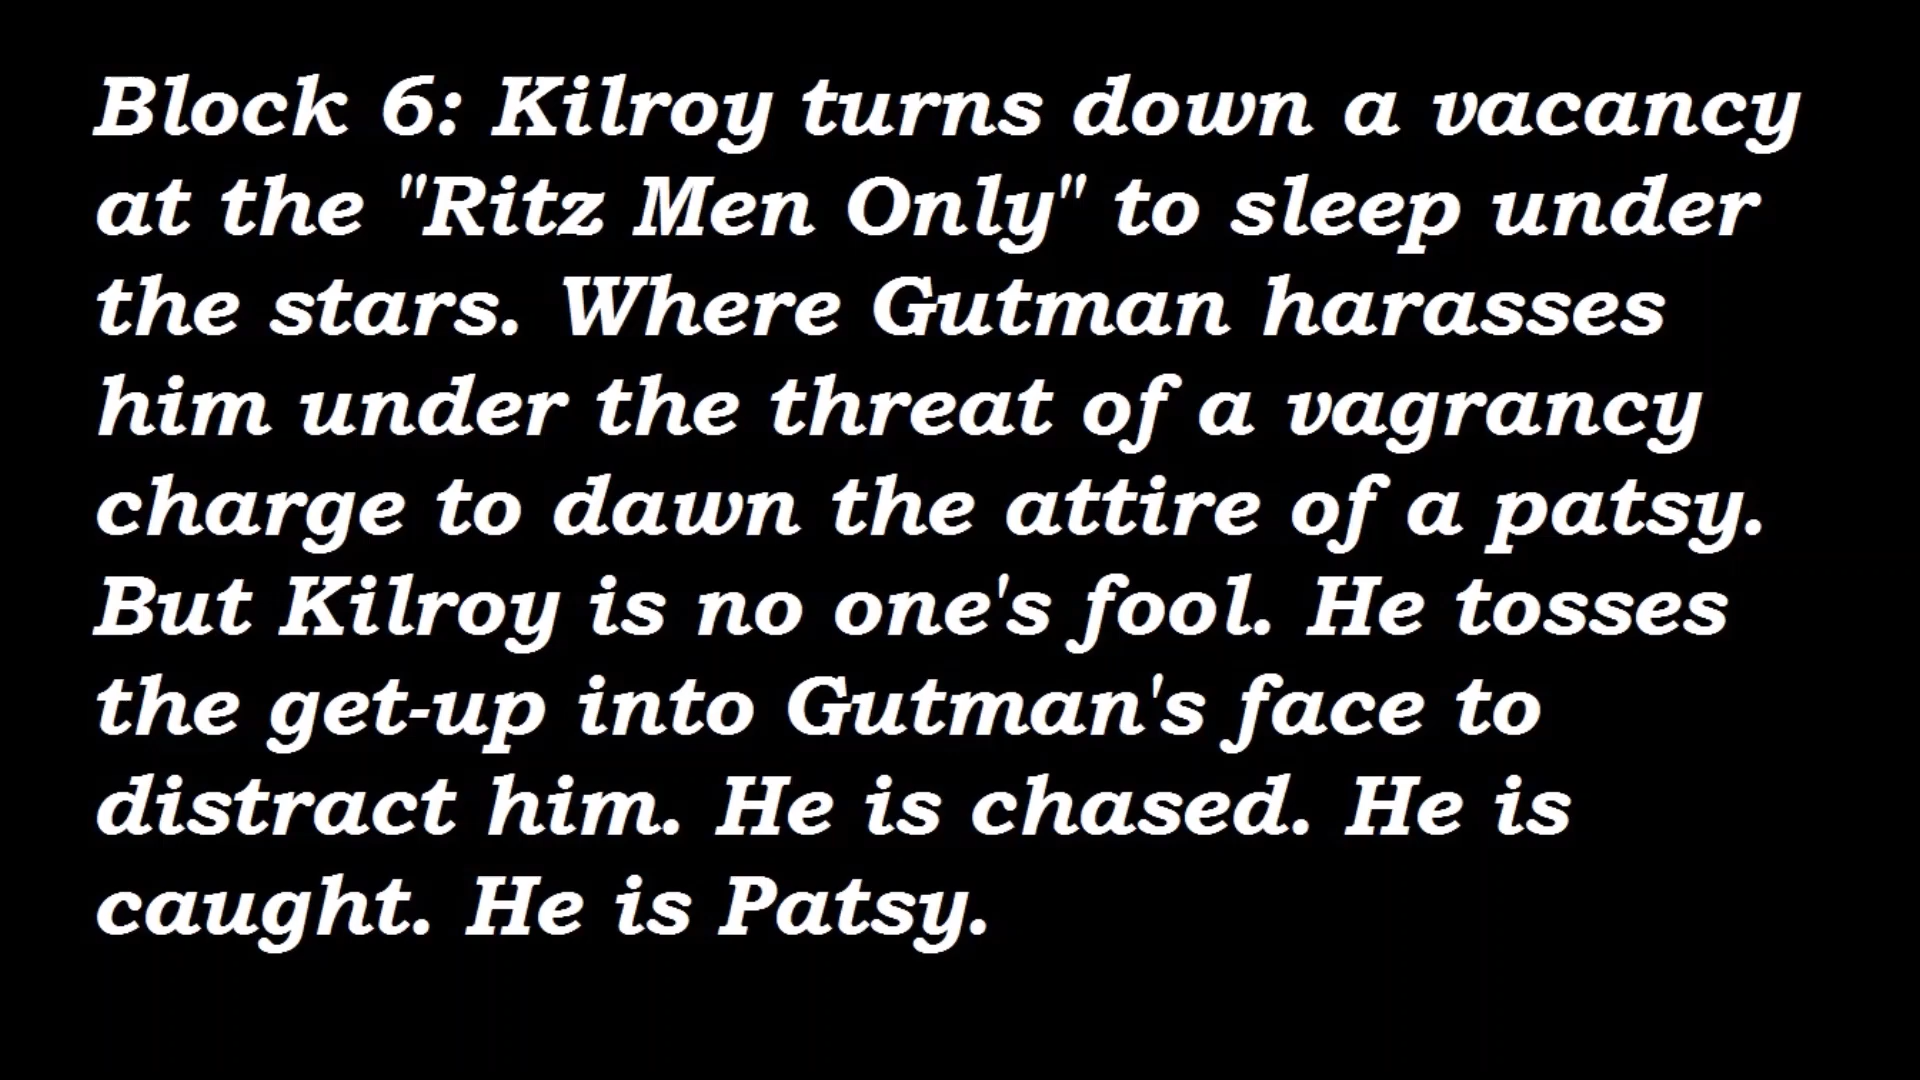 Block 6: Kilroy turns down a vacancy
at the "Ritz Men Only" to sleep under
the stars. Where Gutman harasses
him under the threat of a vagrancy
charge to dawn the attire of a patsy.
But Kilroy is no one's fool. He tosses
the get-up into Gutman's face to
distract him. He is chased. He is
caught. He is Patsy.